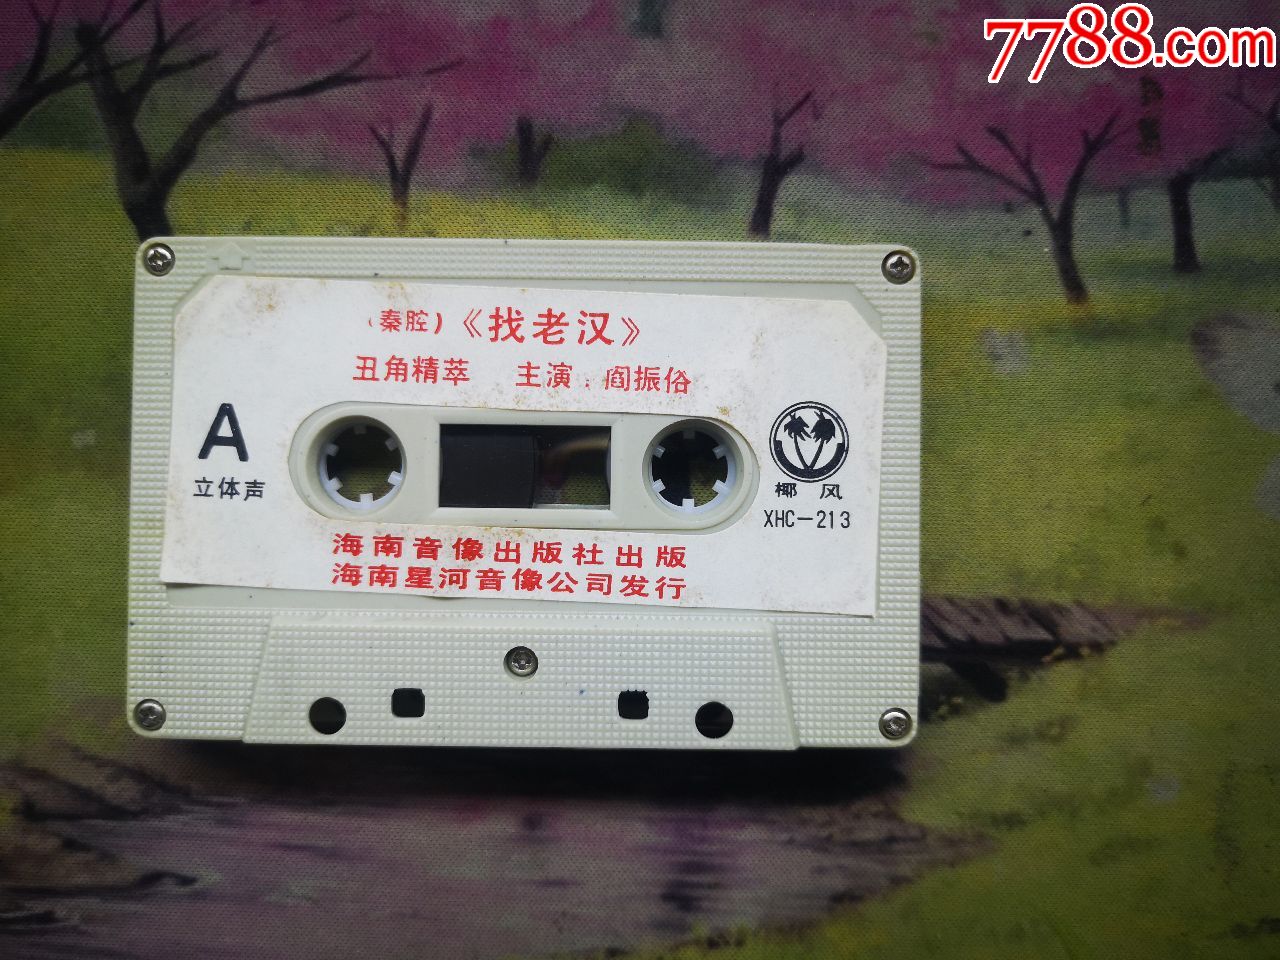 7788.com
（秦腔）《找老汉》
丑角精萃 主演：阎振俗
A
立体声
椰风
XHC-213
海南音像出版社出版
海南星河音像公司发行